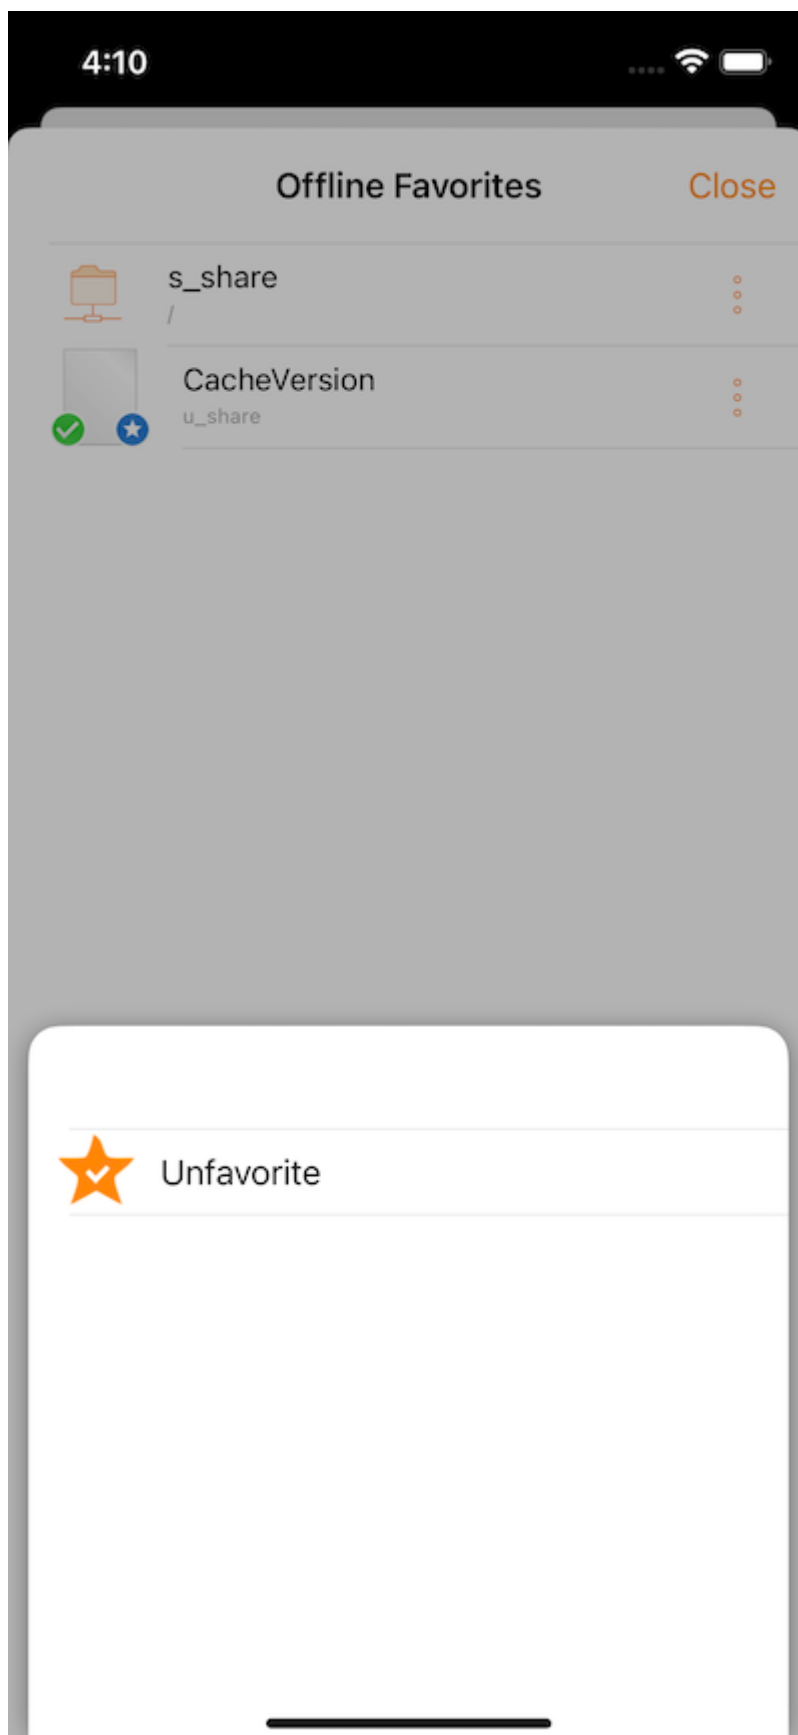 4:10
Offline Favorites
Close
s_share
/
CacheVersion
u_share
Unfavorite